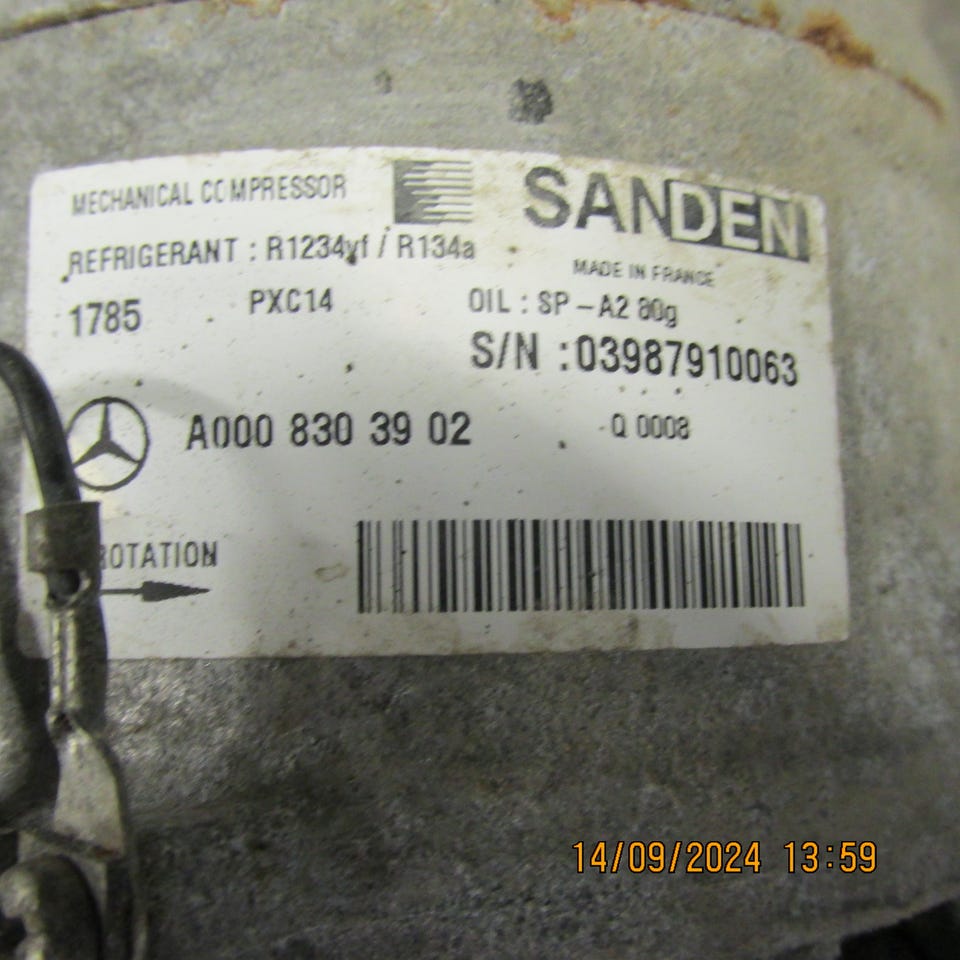 MECHANICAL COMPRESSOR
SANDEN
REFRIGERANT : R1234yf / R134a
MADE IN FRANCE
1785 PXC14 OIL : SP-A2 80g
S/N :03987910063
A000 830 39 02 Q 0008
ROTATION
14/09/2024 13:59